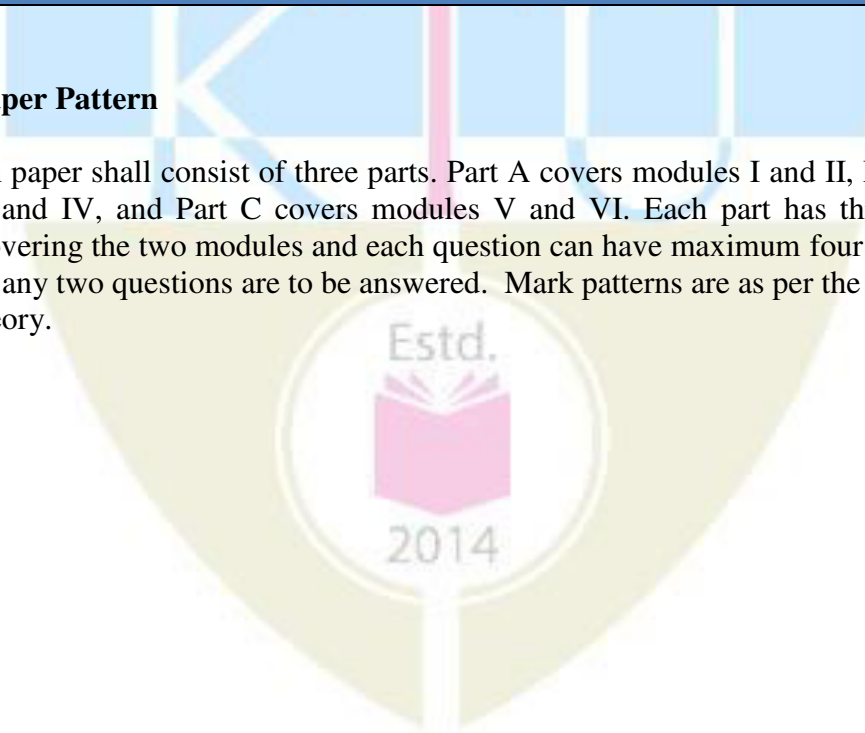 KTU
per Pattern
paper shall consist of three parts. Part A covers modules I and II,
and IV, and Part C covers modules V and VI. Each part has
vering the two modules and each question can have maximum four
any two questions are to be answered. Mark patterns are as per the
ory.
Estd.
2014